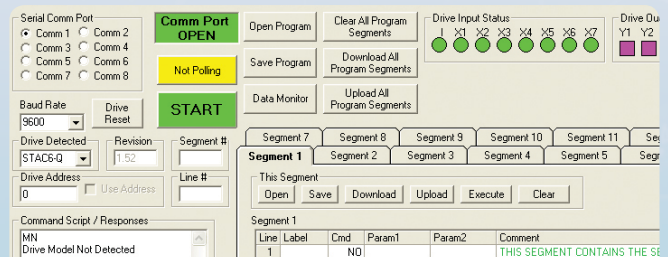 Serial Comm Port
Comm 1 Comm 2
Comm 3 Comm 4
Comm 5 Comm 6
Comm 7 Comm 8
Comm Port
OPEN
Not Polling
START
Baud Rate
9600
Drive
Reset
Drive Detected
STAC6-Q
Revision
1.52
Segment #
Drive Address
0
Use Address
Line #
Command Script / Responses
MN
Drive Model Not Detected
Open Program
Clear All Program
Segments
Save Program
Download All
Program Segments
Data Monitor
Upload All
Program Segments
Drive Input Status
I X1 X2 X3 X4 X5 X6 X7
Drive Ou
Y1 Y2
Segment 7 Segment 8 Segment 9 Segment 10 Segment 11 Se
Segment 1 Segment 2 Segment 3 Segment 4 Segment 5 Segm
This Segment
Open Save Download Upload Execute Clear
Segment 1
Line Label Cmd Param1 Param2 Comment
1 NO THIS SEGMENT CONTAINS THE SE